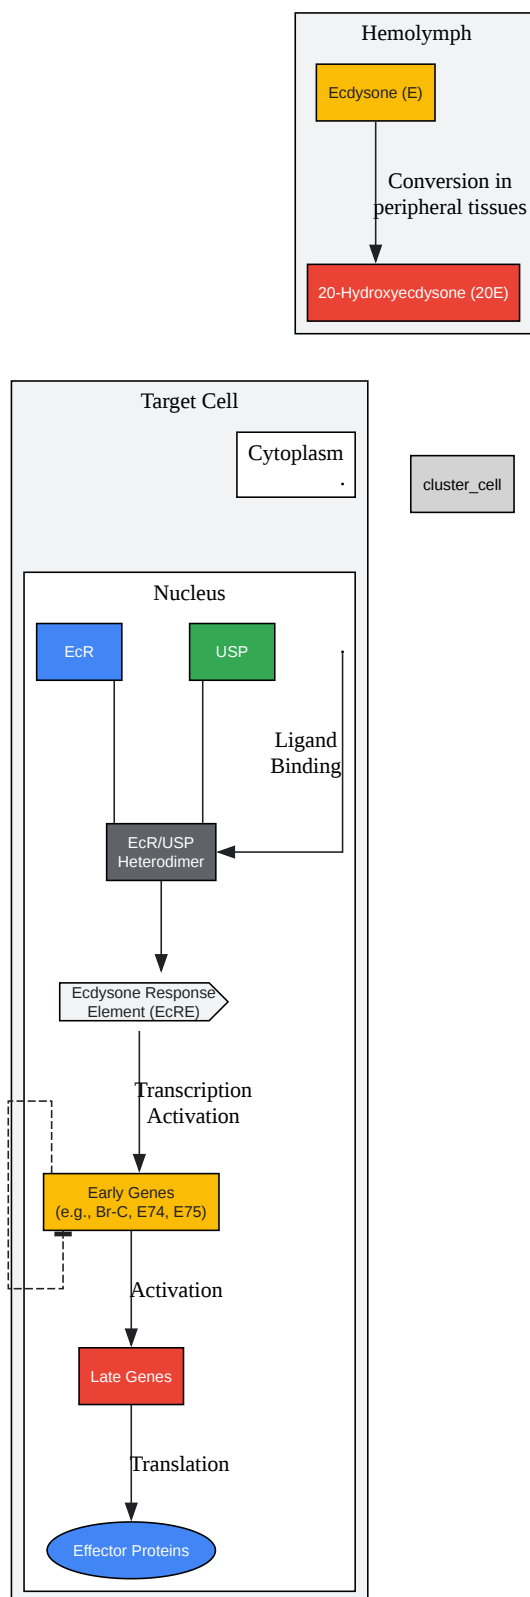 Hemolymph
Ecdysone (E)
Conversion in
peripheral tissues
20-Hydroxyecdysone (20E)
Target Cell
Cytoplasm
cluster_cell
Nucleus
EcR
USP
Ligand
Binding
EcR/USP
Heterodimer
Ecdysone Response
Element (EcRE)
Transcription
Activation
Early Genes
(e.g., Br-C, E74, E75)
Activation
Late Genes
Translation
Effector Proteins